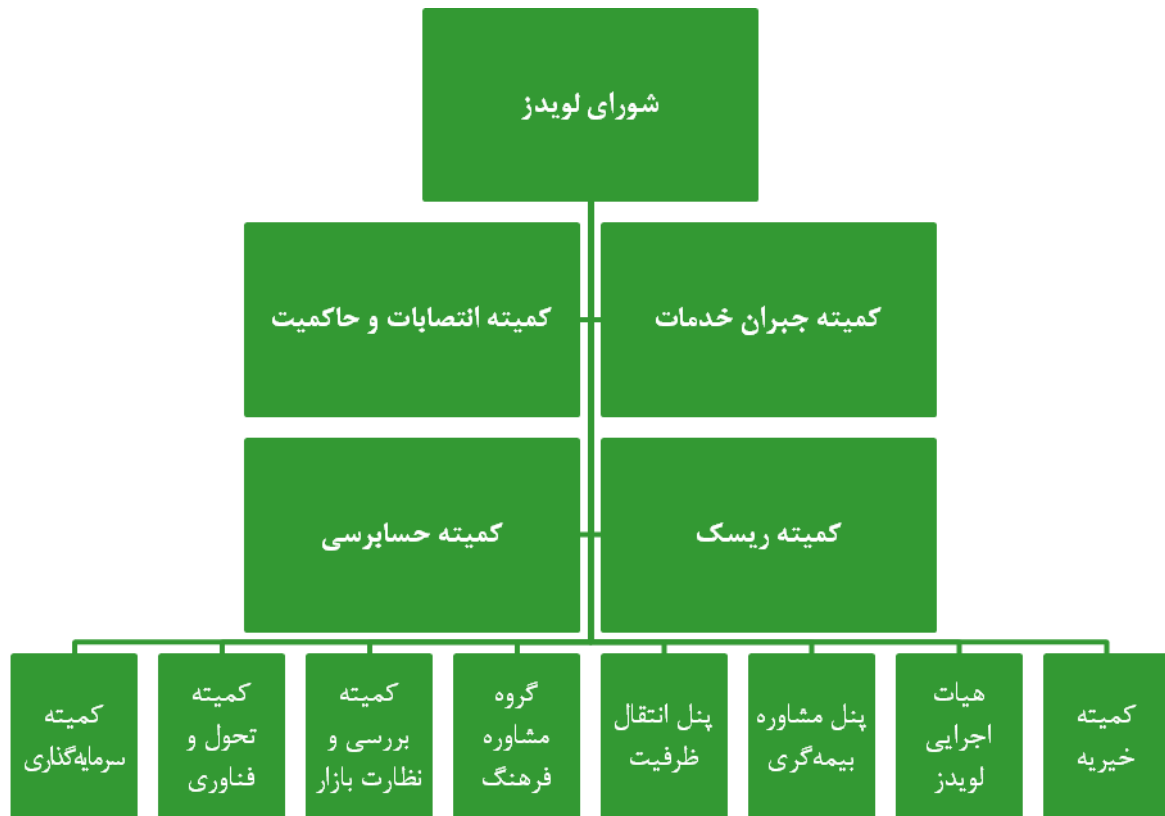 شورای لویدز
کمیته جبران خدمات
کمیته انتصابات و حاکمیت
کمیته ریسک
کمیته حسابرسی
کمیته
خیریه
هیات
اجرایی
لویدز
پنل مشاوره
بیمه‌گری
پنل انتقال
ظرفیت
گروه
مشاوره
فرهنگ
کمیته
بررسی و
نظارت بازار
کمیته
تحول و
فناوری
کمیته
سرمایه‌گذاری